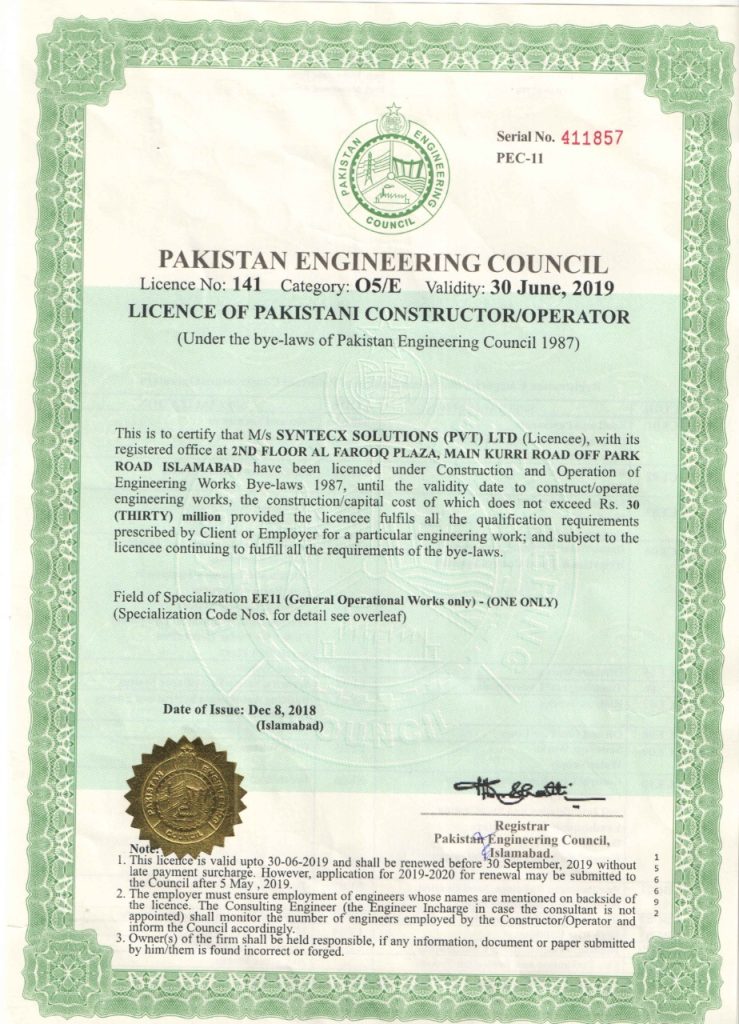 PAKISTAN ENGINEERING
COUNCIL
Serial No. 411857
PEC-11
PAKISTAN ENGINEERING COUNCIL
Licence No: 141 Category: O5/E Validity: 30 June, 2019
LICENCE OF PAKISTANI CONSTRUCTOR/OPERATOR
(Under the bye-laws of Pakistan Engineering Council 1987)
This is to certify that M/s SYNTECX SOLUTIONS (PVT) LTD (Licencee), with its
registered office at 2ND FLOOR AL FAROOQ PLAZA, MAIN KURRI ROAD OFF PARK
ROAD ISLAMABAD have been licenced under Construction and Operation of
Engineering Works Bye-laws 1987, until the validity date to construct/operate
engineering works, the construction/capital cost of which does not exceed Rs. 30
(THIRTY) million provided the licencee fulfils all the qualification requirements
prescribed by Client or Employer for a particular engineering work; and subject to the
licencee continuing to fulfill all the requirements of the bye-laws.
Field of Specialization EE11 (General Operational Works only) - (ONE ONLY)
(Specialization Code Nos. for detail see overleaf)
Date of Issue: Dec 8, 2018
(Islamabad)
PAKISTAN ENGINEERING
COUNCIL
Registrar
Pakistan Engineering Council,
Islamabad.
Note:
1. This licence is valid upto 30-06-2019 and shall be renewed before 30 September, 2019 without
late payment surcharge. However, application for 2019-2020 for renewal may be submitted to
the Council after 5 May , 2019.
2. The employer must ensure employment of engineers whose names are mentioned on backside of
the licence. The Consulting Engineer (the Engineer Incharge in case the consultant is not
appointed) shall monitor the number of engineers employed by the Constructor/Operator and
inform the Council accordingly.
3. Owner(s) of the firm shall be held responsible, if any information, document or paper submitted
by him/them is found incorrect or forged.
156692